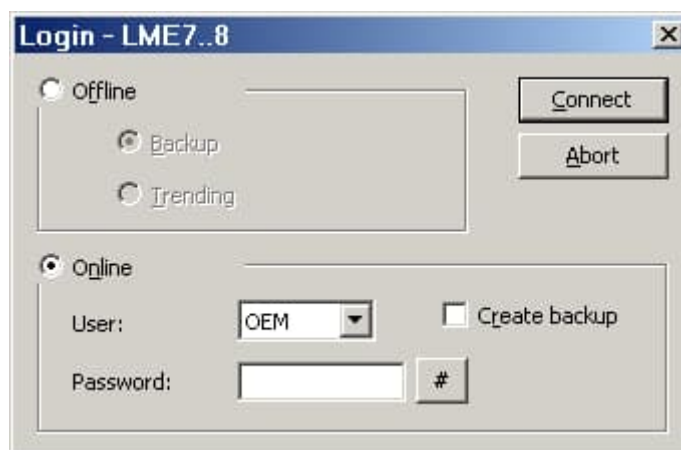 Login - LME7..8
Offline
Connect
Backup
Abort
Trending
Online
User:
OEM
Create backup
Password:
#